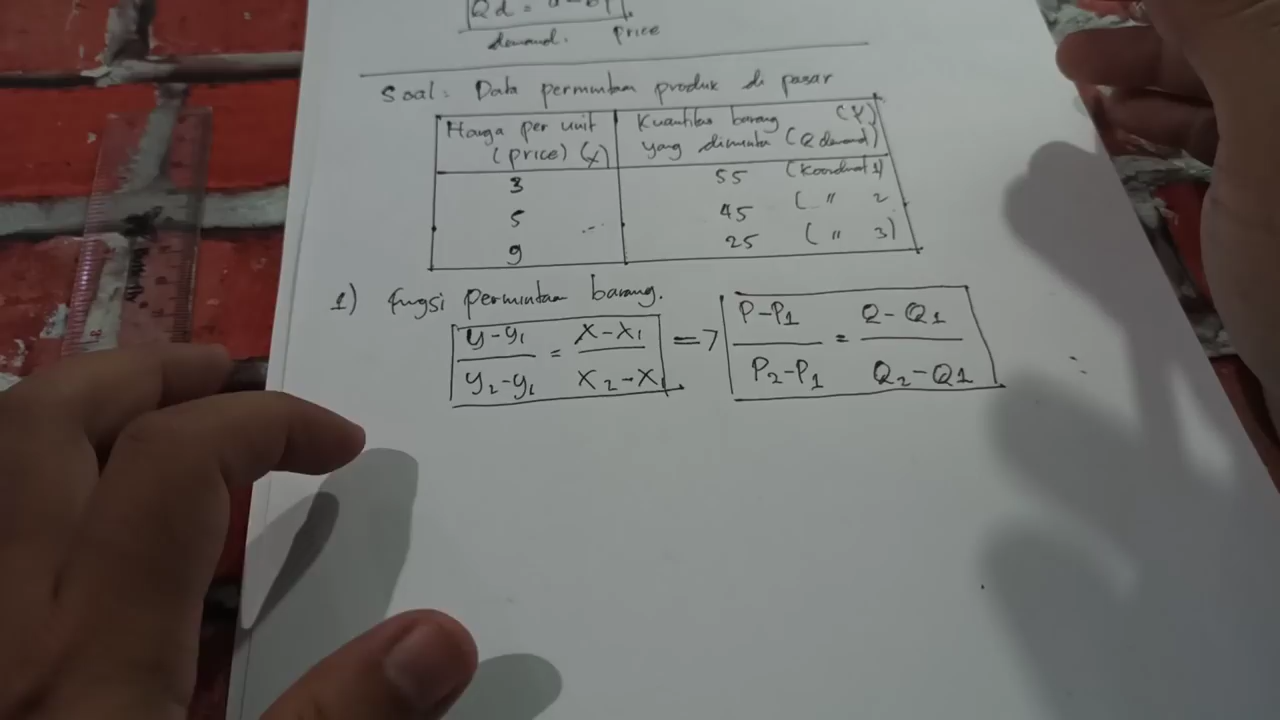 Qd = a - bP
demand. price
Soal: Data permintaan produk di pasar
Harga per unit (price) (x)
Kuantitas barang (Y) yang diminta (Q demand)
3 55 (Koordinat 1)
5 45 ( " 2
9 25 ( " 3)
1) fungsi permintaan barang.
y-y1 / y2-y1 = x-x1 / x2-x1 => P-P1 / P2-P1 = Q-Q1 / Q2-Q1